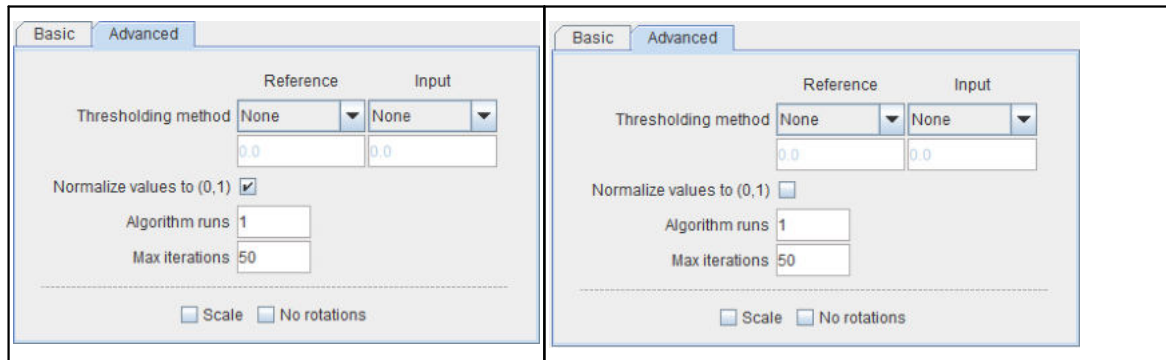 Basic Advanced
Reference Input
Thresholding method None None
0.0 0.0
Normalize values to (0,1)
Algorithm runs 1
Max iterations 50
Scale No rotations
Basic Advanced
Reference Input
Thresholding method None None
0.0 0.0
Normalize values to (0,1)
Algorithm runs 1
Max iterations 50
Scale No rotations